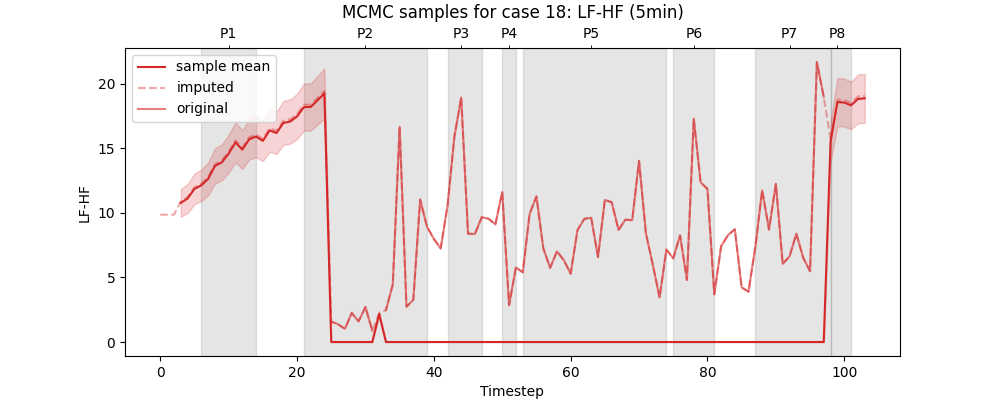 MCMC samples for case 18: LF-HF (5min)
P1 P2 P3 P4 P5 P6 P7 P8
sample mean
imputed
original
20
15
10
5
0
LF-HF
0 20 40 60 80 100
Timestep